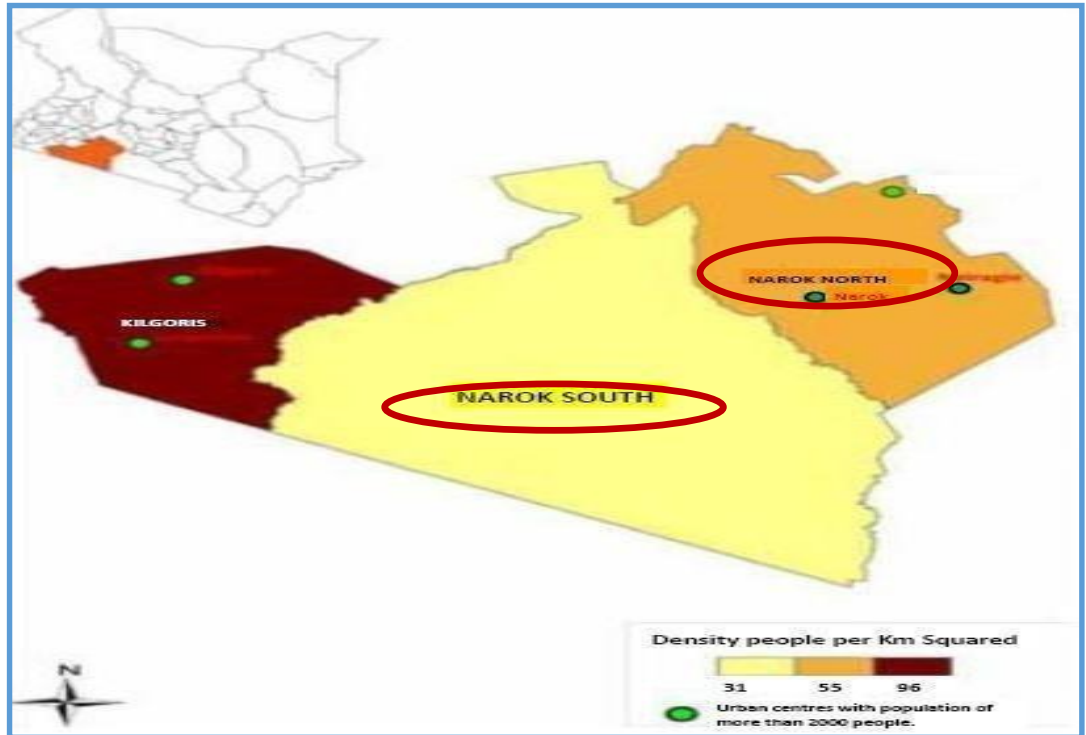 NAROK NORTH
Narok
KILGORIS
NAROK SOUTH
Density people per Km Squared
31 55 96
Urban centres with population of
more than 2000 people.
N